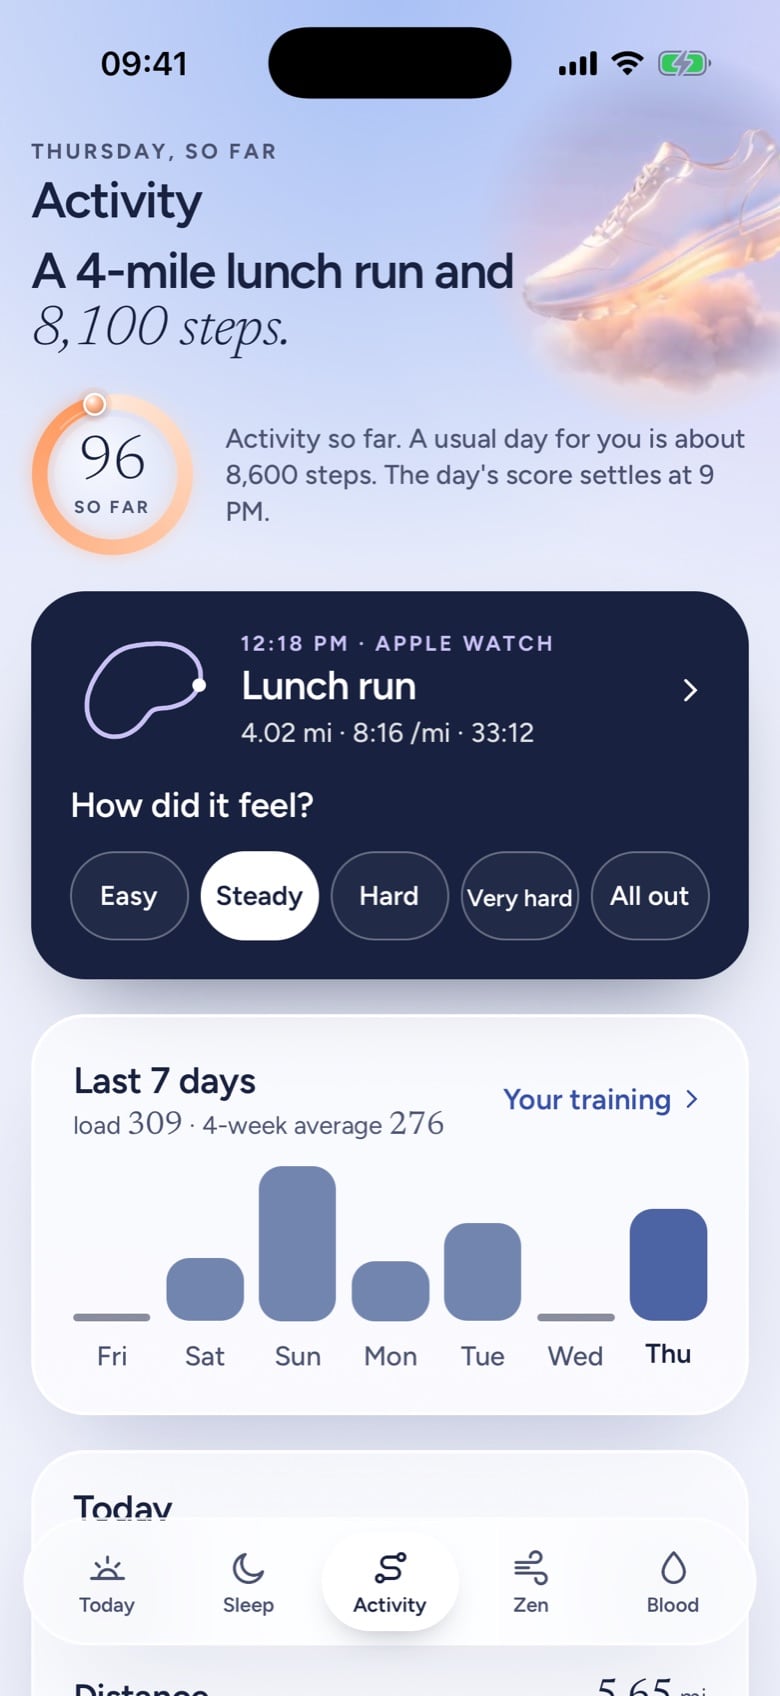 09:41
THURSDAY, SO FAR
Activity
A 4-mile lunch run and
8,100 steps.
96
SO FAR
Activity so far. A usual day for you is about
8,600 steps. The day's score settles at 9
PM.
12:18 PM · APPLE WATCH
Lunch run
4.02 mi · 8:16 /mi · 33:12
How did it feel?
Easy
Steady
Hard
Very hard
All out
Last 7 days
load 309 · 4-week average 276
Your training
Fri
Sat
Sun
Mon
Tue
Wed
Thu
Today
Today
Sleep
Activity
Zen
Blood
Distance
5.65 mi